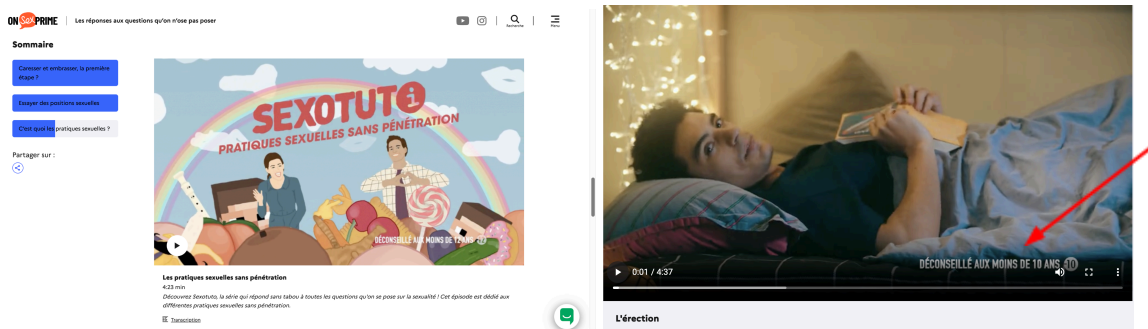 ON Sex PRIME
Les réponses aux questions qu'on n'ose pas poser
Recherche
Menu
Sommaire
Caresser et embrasser, la première
étape ?
Essayer des positions sexuelles
C'est quoi les pratiques sexuelles ?
Partager sur :
SEXOTUTO
PRATIQUES SEXUELLES SANS PÉNÉTRATION
DÉCONSEILLÉ AUX MOINS DE 12 ANS
Les pratiques sexuelles sans pénétration
4:23 min
Découvrez Sexotuto, la série qui répond sans tabou à toutes les questions qu'on se pose sur la sexualité ! Cet épisode est dédié aux
différentes pratiques sexuelles sans pénétration.
Transcription
0:01 / 4:37
DÉCONSEILLÉ AUX MOINS DE 10 ANS -10
L'érection